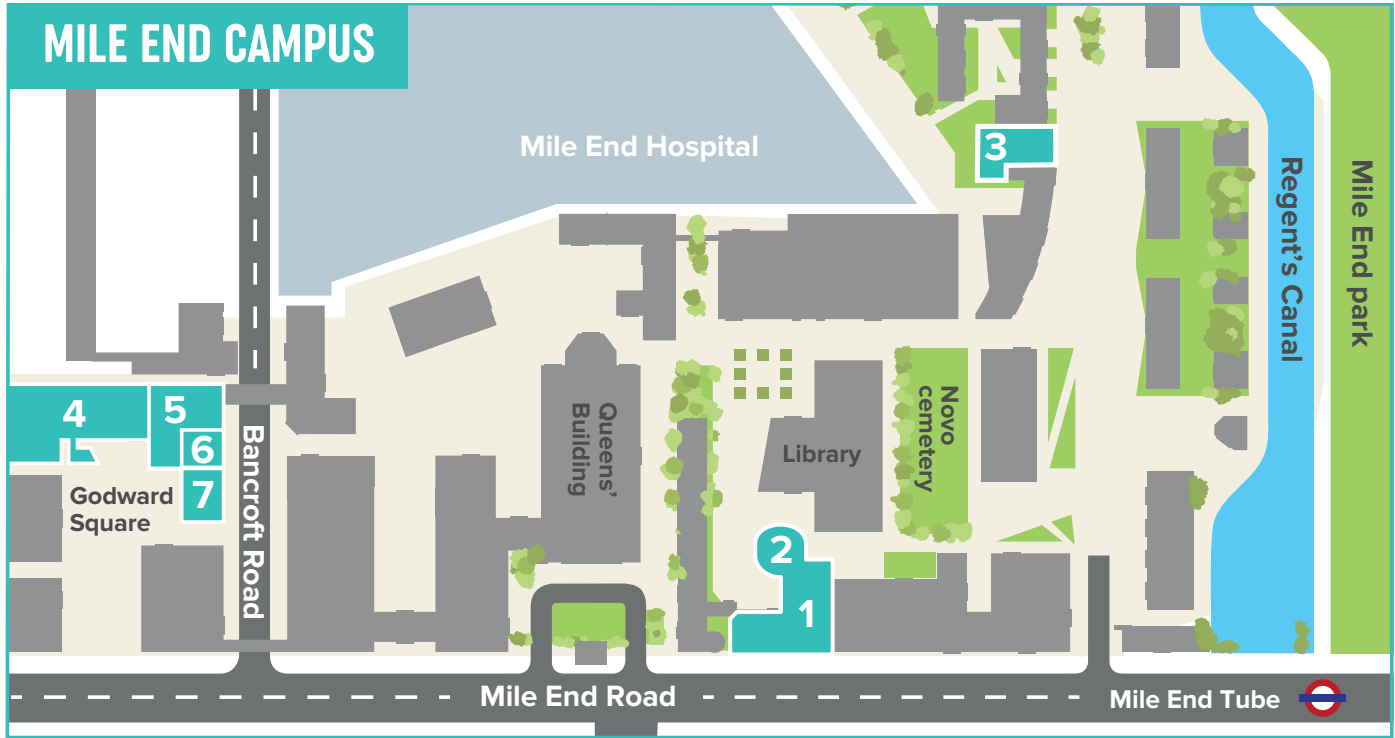 MILE END CAMPUS
Mile End Hospital
3
Regent's Canal
Mile End park
4
5
6
7
Godward
Square
Bancroft Road
Queens'
Building
Library
Novo
cemetery
2
1
Mile End Road
Mile End Tube